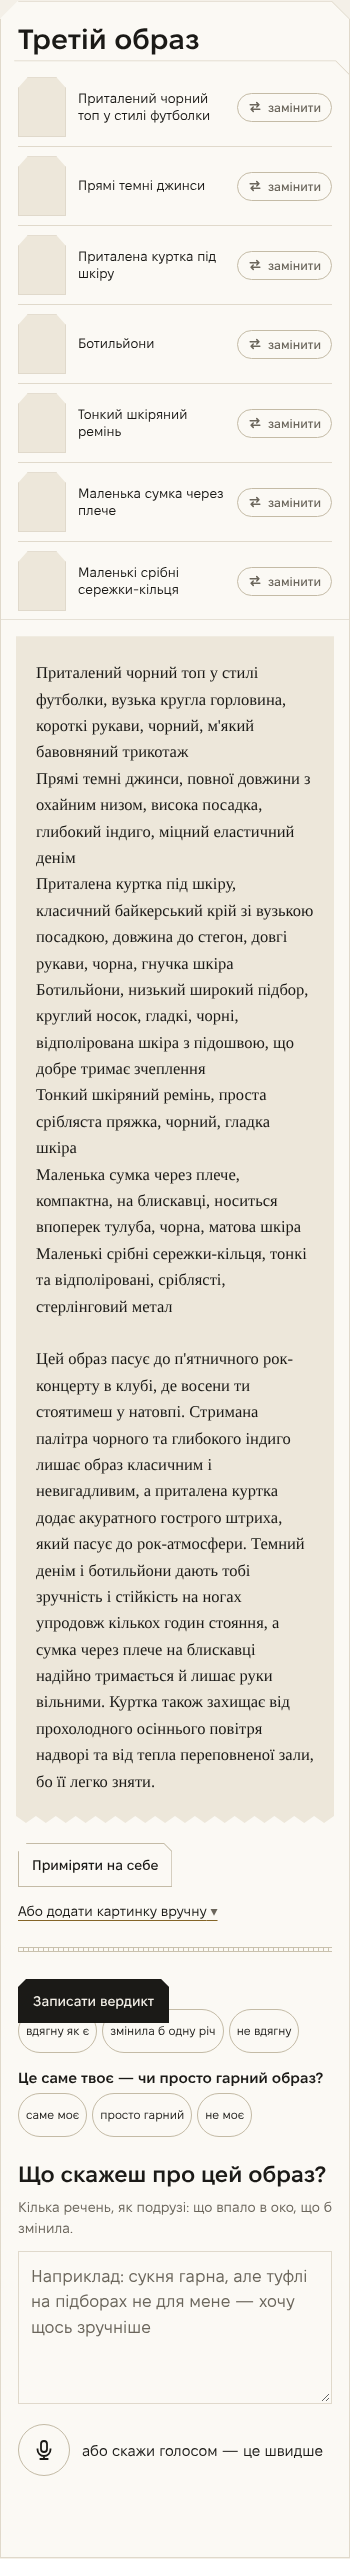 Третій образ
Приталений чорний
топ у стилі футболки
замінити
Прямі темні джинси
замінити
Приталена куртка під
шкіру
замінити
Ботильйони
замінити
Тонкий шкіряний
ремінь
замінити
Маленька сумка через
плече
замінити
Маленькі срібні
сережки-кільця
замінити
Приталений чорний топ у стилі
футболки, вузька кругла горловина,
короткі рукави, чорний, м'який
бавовняний трикотаж
Прямі темні джинси, повної довжини з
охайним низом, висока посадка,
глибокий індиго, міцний еластичний
денім
Приталена куртка під шкіру,
класичний байкерський крій зі вузькою
посадкою, довжина до стегон, довгі
рукави, чорна, гнучка шкіра
Ботильйони, низький широкий підбор,
круглий носок, гладкі, чорні,
відполірована шкіра з підошвою, що
добре тримає зчеплення
Тонкий шкіряний ремінь, проста
срібляста пряжка, чорний, гладка
шкіра
Маленька сумка через плече,
компактна, на блискавці, носиться
впоперек тулуба, чорна, матова шкіра
Маленькі срібні сережки-кільця, тонкі
та відполіровані, сріблясті,
стерлінговий метал
Цей образ пасує до п'ятничного рок-
концерту в клубі, де восени ти
стоятимеш у натовпі. Стримана
палітра чорного та глибокого індиго
лишає образ класичним і
невигадливим, а приталена куртка
додає акуратного гострого штриха,
який пасує до рок-атмосфери. Темний
денім і ботильйони дають тобі
зручність і стійкість на ногах
упродовж кількох годин стояння, а
сумка через плече на блискавці
надійно тримається й лишає руки
вільними. Куртка також захищає від
прохолодного осіннього повітря
надворі та від тепла переповненої зали,
бо її легко зняти.
Приміряти на себе
Або додати картинку вручну ▾
Записати вердикт
вдягну як є
змінила б одну річ
не вдягну
Це саме твоє — чи просто гарний образ?
саме моє
просто гарний
не моє
Що скажеш про цей образ?
Кілька речень, як подрузі: що впало в око, що б
змінила.
Наприклад: сукня гарна, але туфлі
на підборах не для мене — хочу
щось зручніше
або скажи голосом — це швидше